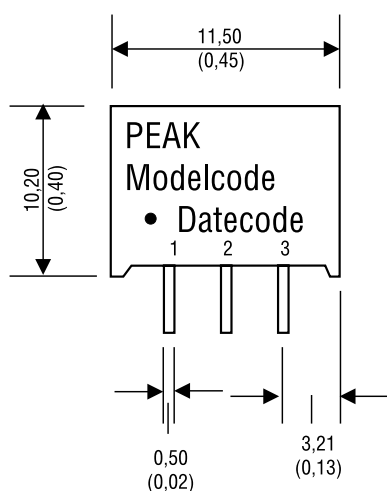 11,50
(0,45)
10,20
(0,40)
PEAK
Modelcode
• Datecode
1 2 3
0,50
(0,02)
3,21
(0,13)